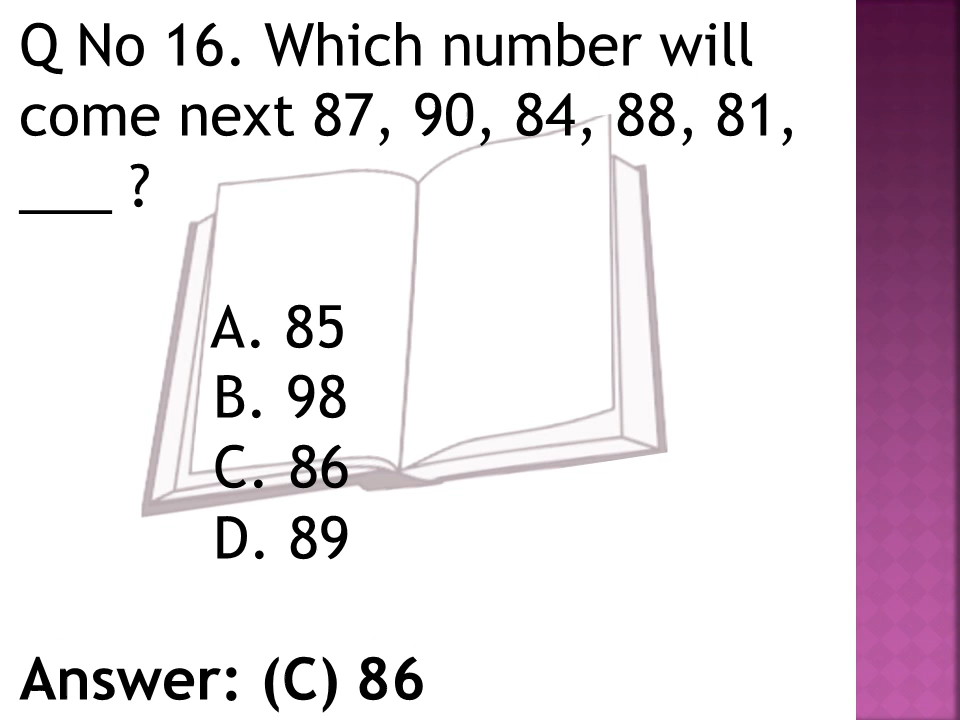 Q No 16. Which number will
come next 87, 90, 84, 88, 81,
___ ?
A. 85
B. 98
C. 86
D. 89
Answer: (C) 86